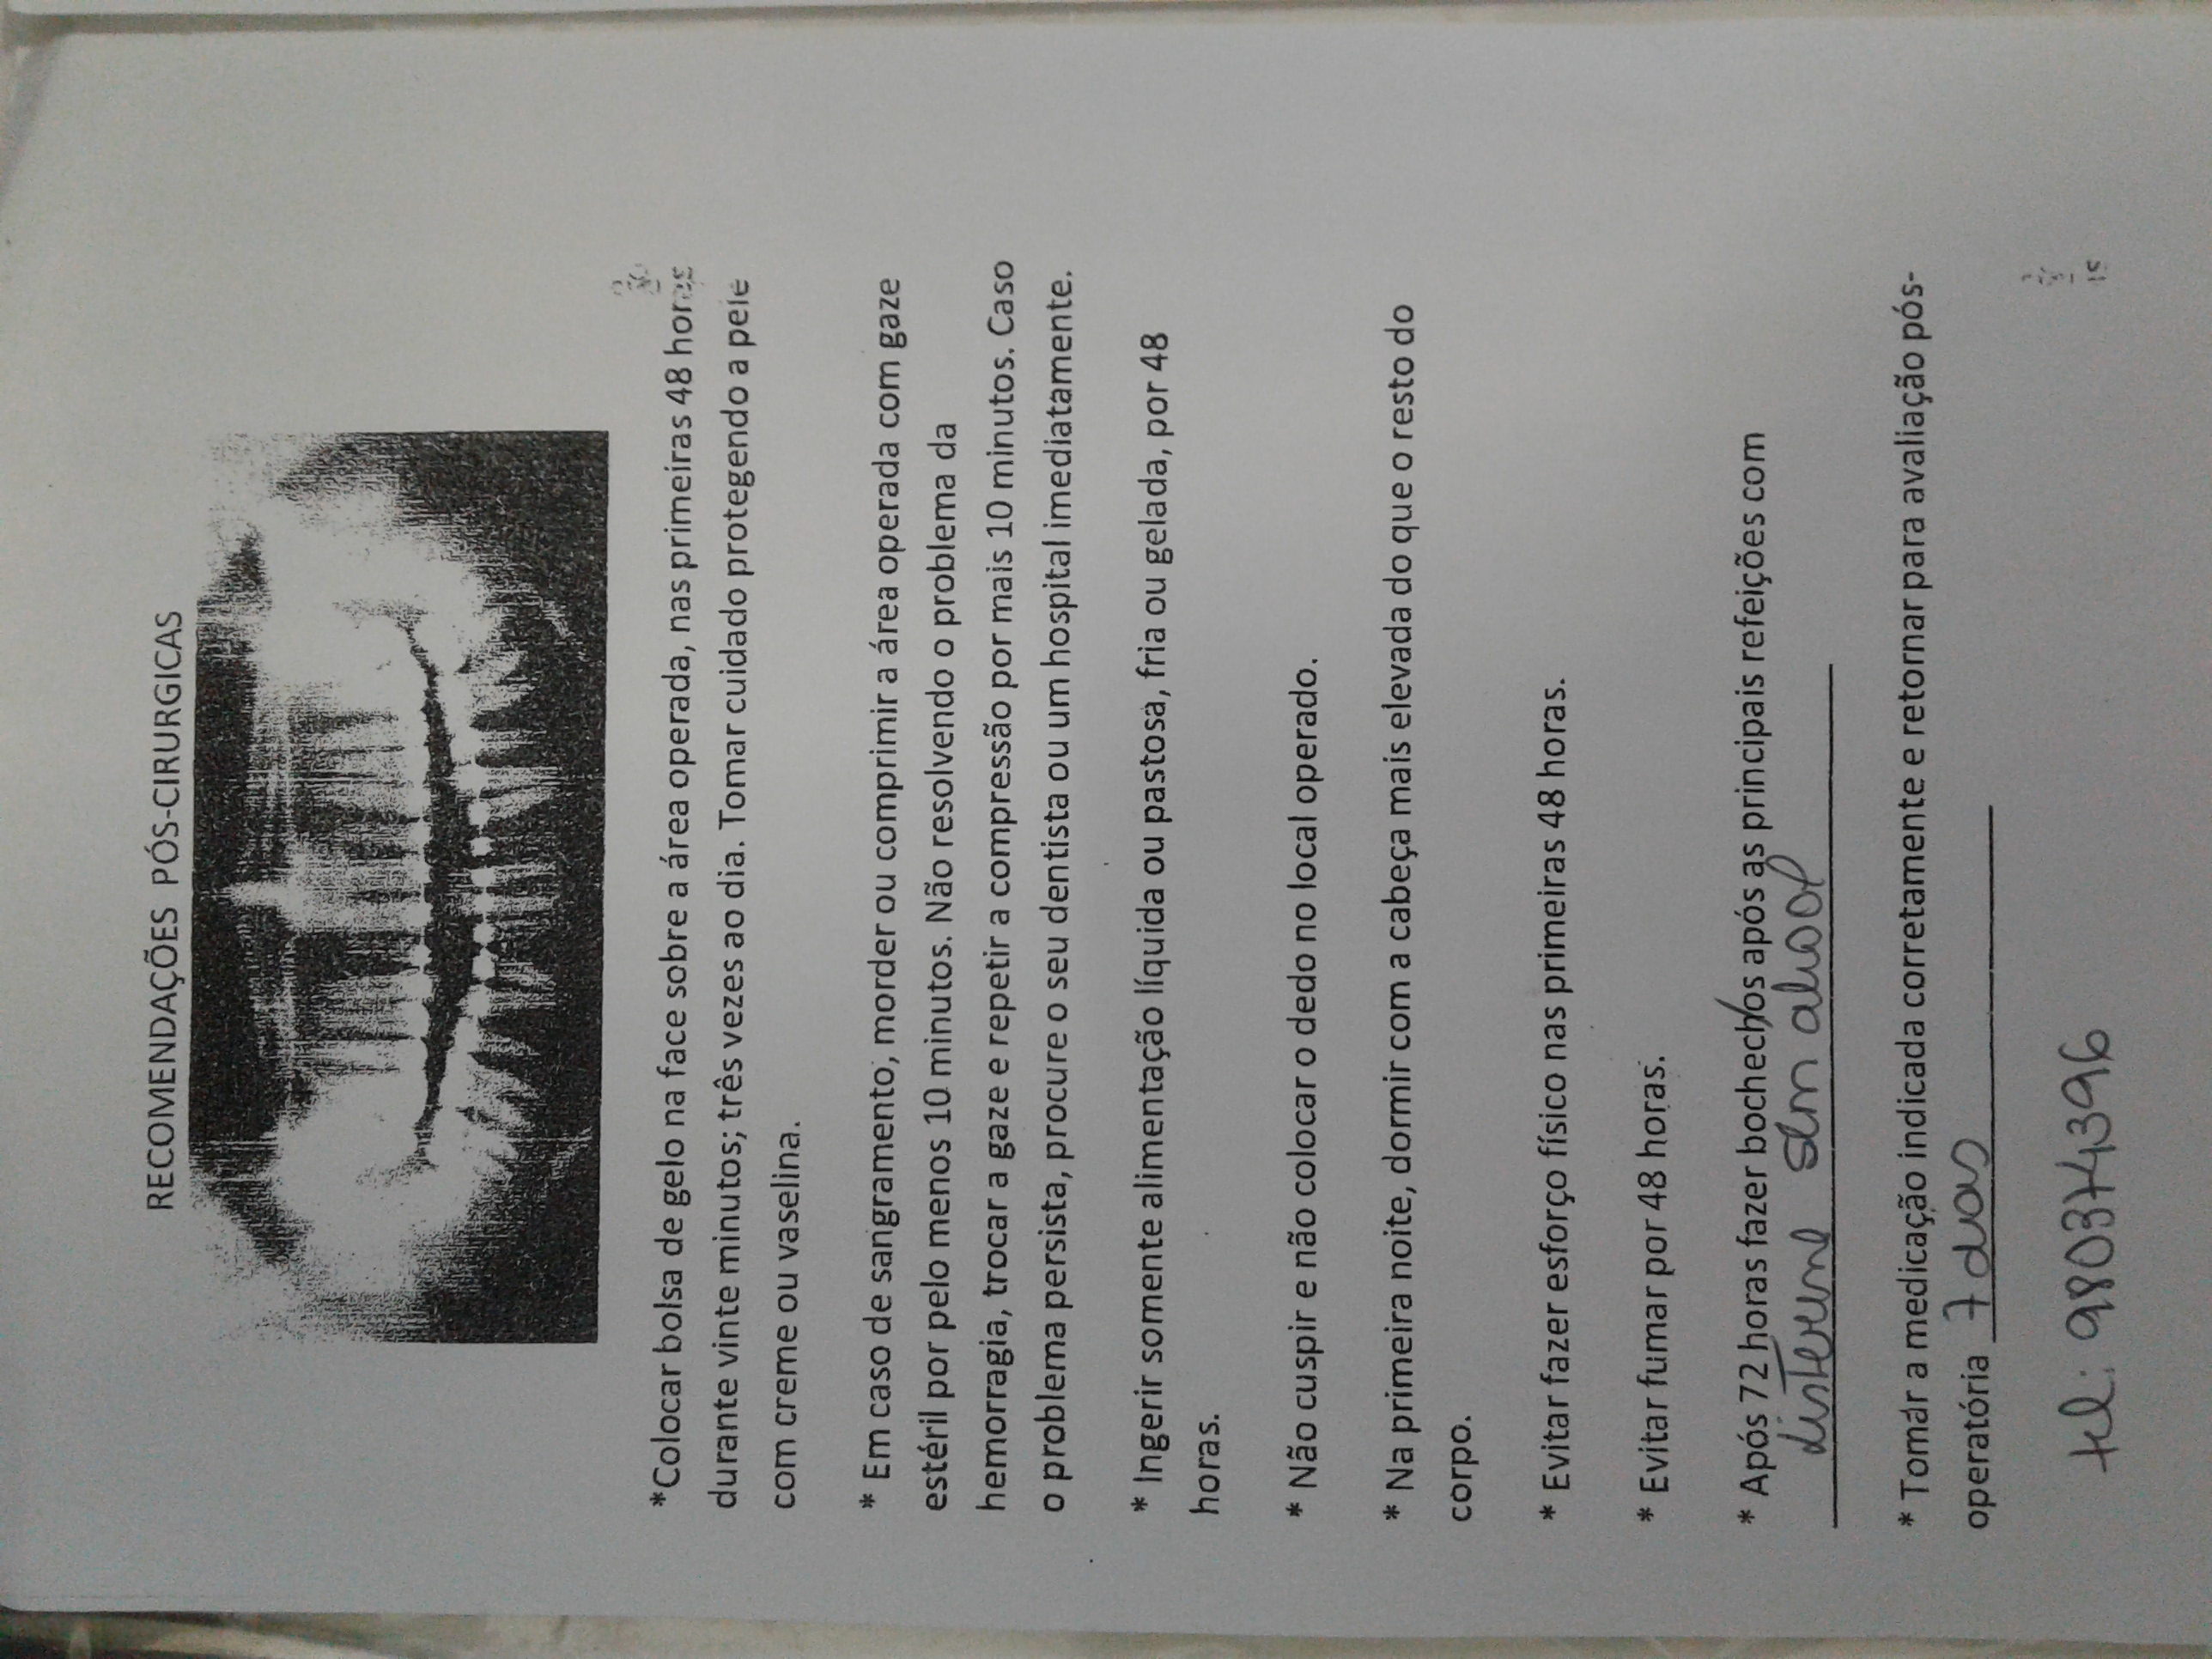 RECOMENDAÇÕES PÓS-CIRURGICAS
*Colocar bolsa de gelo na face sobre a área operada, nas primeiras 48 horas
durante vinte minutos; três vezes ao dia. Tomar cuidado protegendo a pele
com creme ou vaselina.
* Em caso de sangramento, morder ou comprimir a área operada com gaze
estéril por pelo menos 10 minutos. Não resolvendo o problema da
hemorragia, trocar a gaze e repetir a compressão por mais 10 minutos. Caso
o problema persista, procure o seu dentista ou um hospital imediatamente.
* Ingerir somente alimentação líquida ou pastosa, fria ou gelada, por 48
horas.
* Não cuspir e não colocar o dedo no local operado.
* Na primeira noite, dormir com a cabeça mais elevada do que o resto do
corpo.
* Evitar fazer esforço físico nas primeiras 48 horas.
* Evitar fumar por 48 horas.
* Após 72 horas fazer bochechos após as principais refeições com
listerine sem alcool
* Tomar a medicação indicada corretamente e retornar para avaliação pós-
operatória 7 dias
tel: 980374396